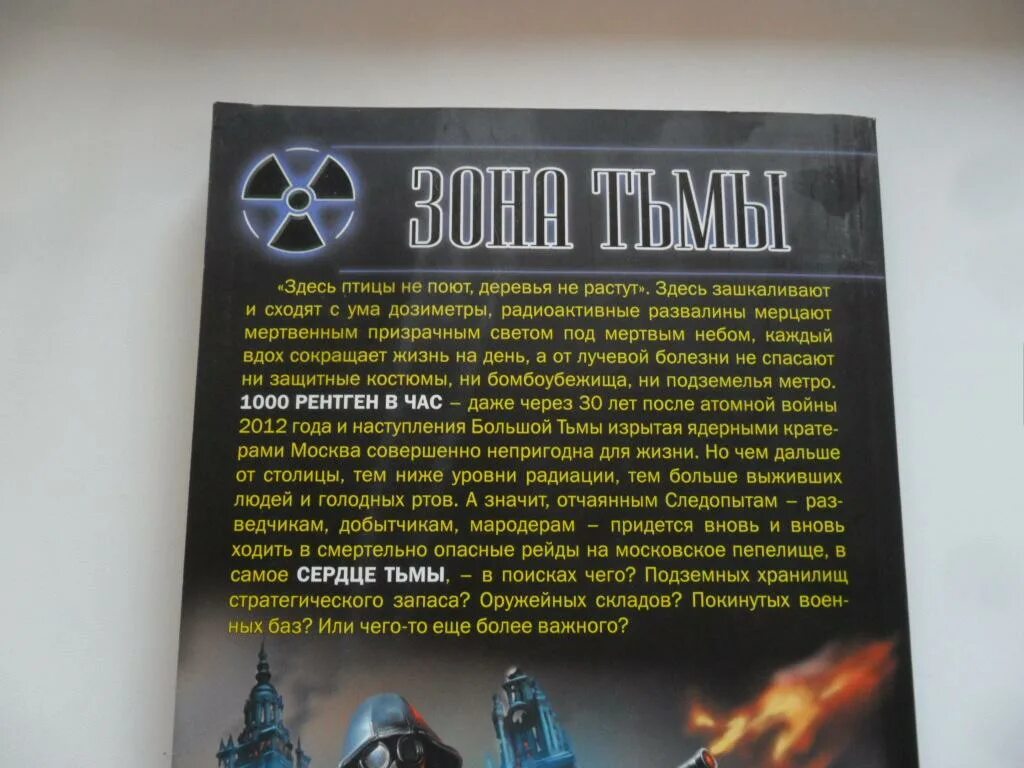 ЗОНА ТЬМЫ
«Здесь птицы не поют, деревья не растут». Здесь зашкаливают
и сходят с ума дозиметры, радиоактивные развалины мерцают
мертвенным призрачным светом под мертвым небом, каждый
вдох сокращает жизнь на день, а от лучевой болезни не спасают
ни защитные костюмы, ни бомбоубежища, ни подземелья метро.
1000 РЕНТГЕН В ЧАС – даже через 30 лет после атомной войны
2012 года и наступления Большой Тьмы изрытая ядерными крате-
рами Москва совершенно непригодна для жизни. Но чем дальше
от столицы, тем ниже уровни радиации, тем больше выживших
людей и голодных ртов. А значит, отчаянным Следопытам – раз-
ведчикам, добытчикам, мародерам – придется вновь и вновь
ходить в смертельно опасные рейды на московское пепелище, в
самое СЕРДЦЕ ТЬМЫ, – в поисках чего? Подземных хранилищ
стратегического запаса? Оружейных складов? Покинутых воен-
ных баз? Или чего-то еще более важного?